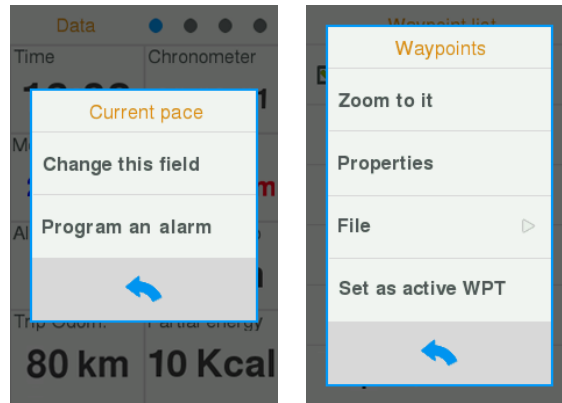 Data
Time
Chronometer
Current pace
Change this field
Program an alarm
Trip Odom.
Partial energy
80 km
10 Kcal
Waypoint list
Waypoints
Zoom to it
Properties
File
Set as active WPT